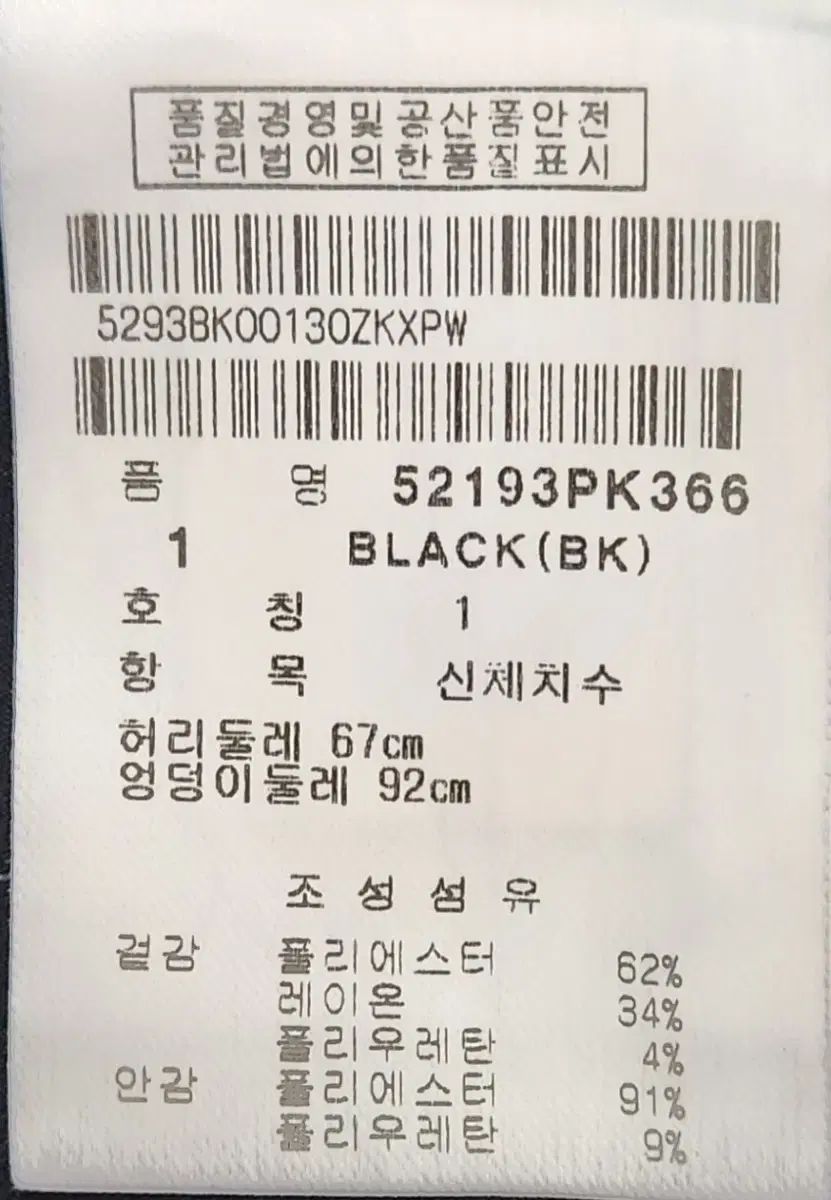 품질경영및공산품안전
관리법에의한품질표시
5293BK00130ZKXPW
품 명 52193PK366
1 BLACK(BK)
호 칭 1
항 목 신체치수
허리둘레 67cm
엉덩이둘레 92cm
조성섬유
겉감 폴리에스터 62%
레이온 34%
폴리우레탄 4%
안감 폴리에스터 91%
폴리우레탄 9%